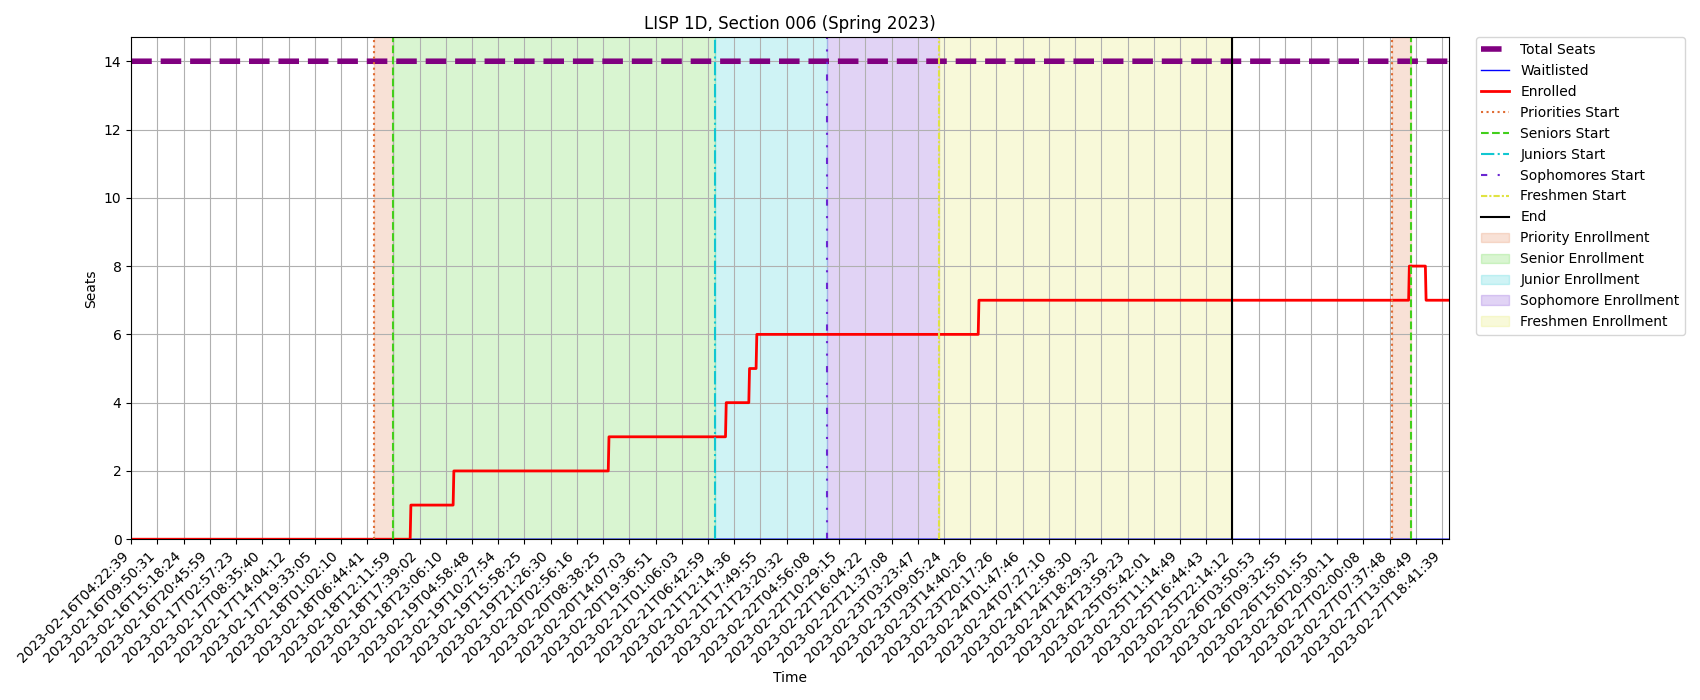 LISP 1D, Section 006 (Spring 2023)
Seats
14
12
10
8
6
4
2
0
2023-02-16T04:22:39
2023-02-16T09:50:31
2023-02-16T15:18:24
2023-02-16T20:45:59
2023-02-17T02:57:23
2023-02-17T08:35:40
2023-02-17T14:04:12
2023-02-17T19:33:05
2023-02-18T01:02:10
2023-02-18T06:44:41
2023-02-18T12:11:59
2023-02-18T17:39:02
2023-02-18T23:06:10
2023-02-19T04:58:48
2023-02-19T10:27:54
2023-02-19T15:58:25
2023-02-19T21:26:30
2023-02-20T02:56:16
2023-02-20T08:38:25
2023-02-20T14:07:03
2023-02-20T19:36:51
2023-02-21T01:06:03
2023-02-21T06:42:59
2023-02-21T12:14:36
2023-02-21T17:49:55
2023-02-21T23:20:32
2023-02-22T04:56:08
2023-02-22T10:29:15
2023-02-22T16:04:22
2023-02-22T21:37:08
2023-02-23T03:23:47
2023-02-23T09:05:24
2023-02-23T14:40:26
2023-02-23T20:17:26
2023-02-24T01:47:46
2023-02-24T07:27:10
2023-02-24T12:58:30
2023-02-24T18:29:32
2023-02-24T23:59:23
2023-02-25T05:42:01
2023-02-25T11:14:49
2023-02-25T16:44:43
2023-02-25T22:14:12
2023-02-26T03:50:53
2023-02-26T09:32:55
2023-02-26T15:01:55
2023-02-26T20:30:11
2023-02-27T02:00:08
2023-02-27T07:37:48
2023-02-27T13:08:49
2023-02-27T18:41:39
Time
Total Seats
Waitlisted
Enrolled
Priorities Start
Seniors Start
Juniors Start
Sophomores Start
Freshmen Start
End
Priority Enrollment
Senior Enrollment
Junior Enrollment
Sophomore Enrollment
Freshmen Enrollment